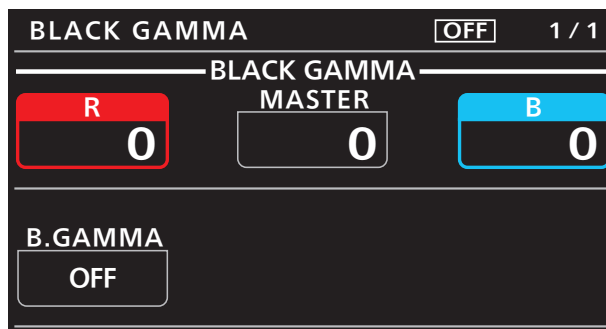 BLACK GAMMA OFF 1 / 1
BLACK GAMMA
R MASTER B
0 0 0
B.GAMMA
OFF